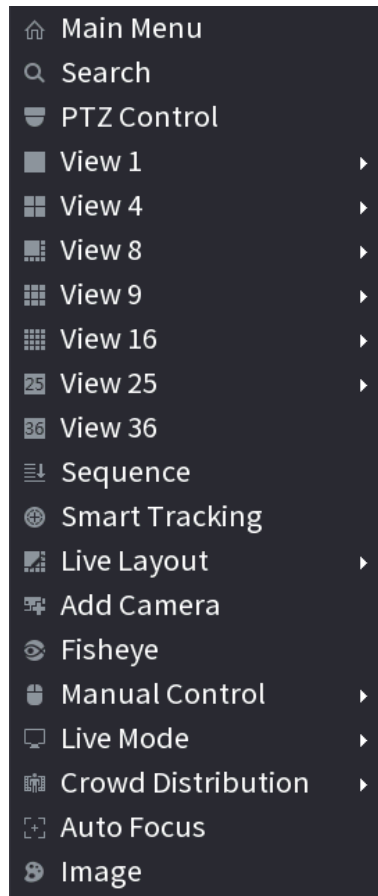 Main Menu
Search
PTZ Control
View 1
View 4
View 8
View 9
View 16
25 View 25
36 View 36
Sequence
Smart Tracking
Live Layout
Add Camera
Fisheye
Manual Control
Live Mode
Crowd Distribution
Auto Focus
Image